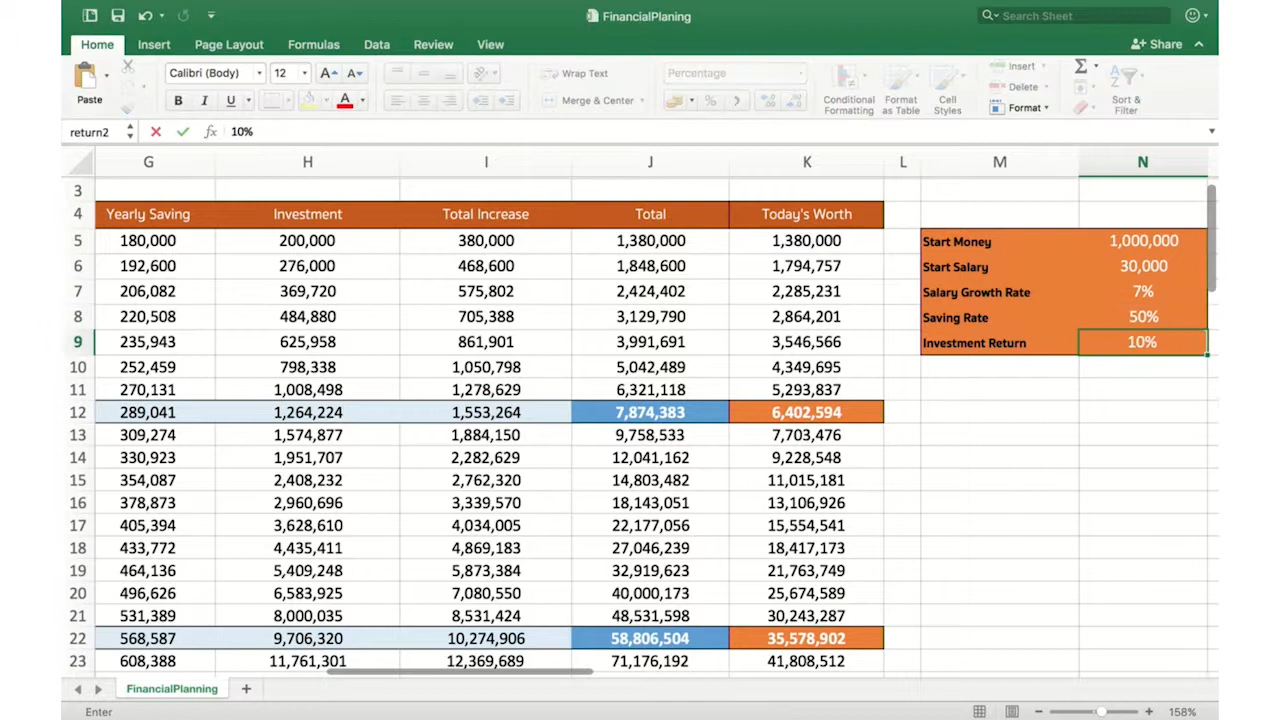 FinancialPlaning
Search Sheet
Home Insert Page Layout Formulas Data Review View
Share
Paste
Calibri (Body) 12 A A
B I U A
Wrap Text
Merge & Center
Percentage
%
Conditional Formatting
Format as Table
Cell Styles
Insert
Delete
Format
Σ
A
Z
Sort & Filter
return2 fx 10%
G H I J K L M N
3
4 Yearly Saving Investment Total Increase Total Today's Worth
5 180,000 200,000 380,000 1,380,000 1,380,000 Start Money 1,000,000
6 192,600 276,000 468,600 1,848,600 1,794,757 Start Salary 30,000
7 206,082 369,720 575,802 2,424,402 2,285,231 Salary Growth Rate 7%
8 220,508 484,880 705,388 3,129,790 2,864,201 Saving Rate 50%
9 235,943 625,958 861,901 3,991,691 3,546,566 Investment Return 10%
10 252,459 798,338 1,050,798 5,042,489 4,349,695
11 270,131 1,008,498 1,278,629 6,321,118 5,293,837
12 289,041 1,264,224 1,553,264 7,874,383 6,402,594
13 309,274 1,574,877 1,884,150 9,758,533 7,703,476
14 330,923 1,951,707 2,282,629 12,041,162 9,228,548
15 354,087 2,408,232 2,762,320 14,803,482 11,015,181
16 378,873 2,960,696 3,339,570 18,143,051 13,106,926
17 405,394 3,628,610 4,034,005 22,177,056 15,554,541
18 433,772 4,435,411 4,869,183 27,046,239 18,417,173
19 464,136 5,409,248 5,873,384 32,919,623 21,763,749
20 496,626 6,583,925 7,080,550 40,000,173 25,674,589
21 531,389 8,000,035 8,531,424 48,531,598 30,243,287
22 568,587 9,706,320 10,274,906 58,806,504 35,578,902
23 608,388 11,761,301 12,369,689 71,176,192 41,808,512
FinancialPlanning
Enter 158%